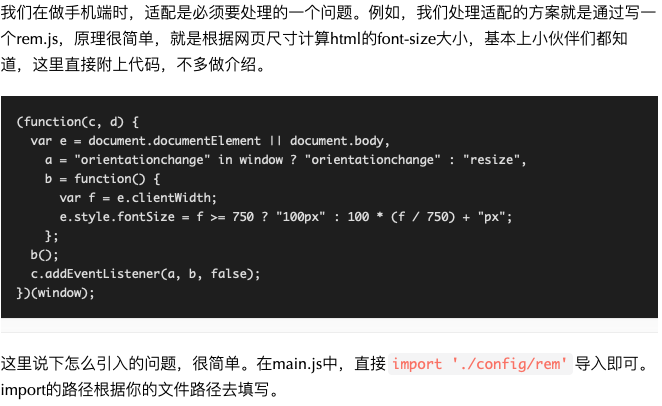 我们在做手机端时，适配是必须要处理的一个问题。例如，我们处理适配的方案就是通过写一
个rem.js，原理很简单，就是根据网页尺寸计算html的font-size大小，基本上小伙伴们都知
道，这里直接附上代码，不多做介绍。
(function(c, d) {
  var e = document.documentElement || document.body,
    a = "orientationchange" in window ? "orientationchange" : "resize",
    b = function() {
      var f = e.clientWidth;
      e.style.fontSize = f >= 750 ? "100px" : 100 * (f / 750) + "px";
    };
  b();
  c.addEventListener(a, b, false);
})(window);
这里说下怎么引入的问题，很简单。在main.js中，直接 import './config/rem' 导入即可。
import的路径根据你的文件路径去填写。